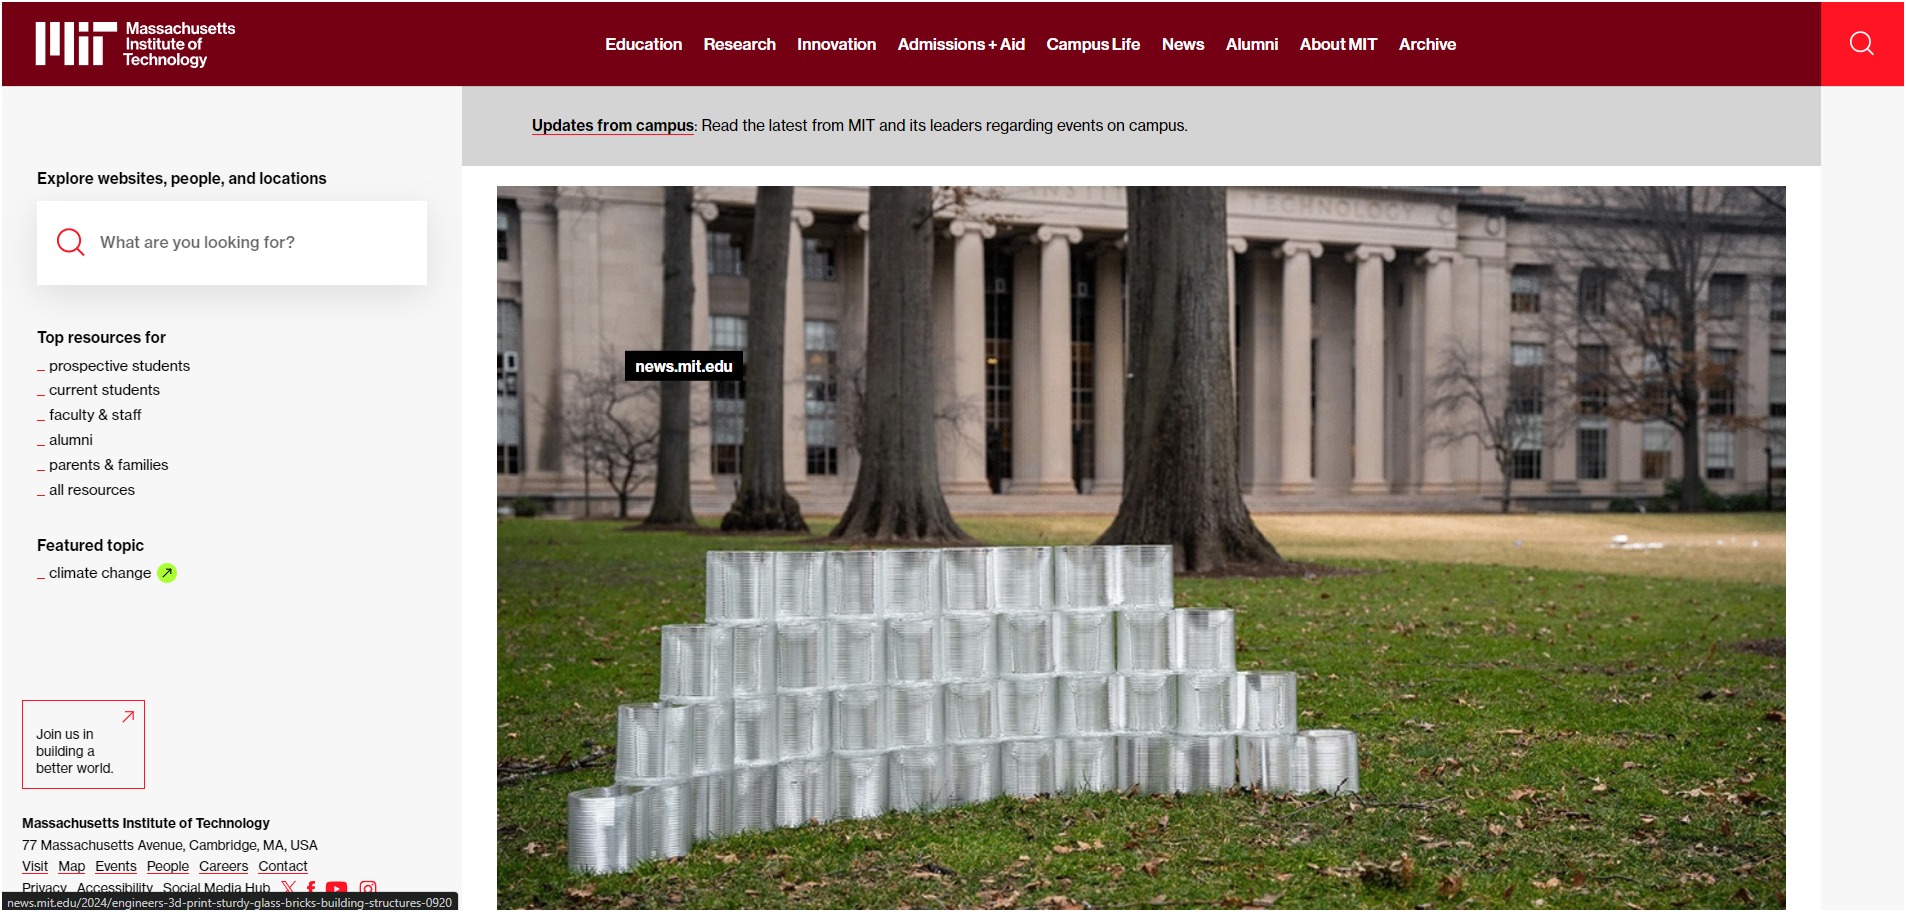 Massachusetts
Institute of
Technology
Education Research Innovation Admissions + Aid Campus Life News Alumni About MIT Archive
Updates from campus: Read the latest from MIT and its leaders regarding events on campus.
Explore websites, people, and locations
What are you looking for?
Top resources for
_ prospective students
_ current students
_ faculty & staff
_ alumni
_ parents & families
_ all resources
Featured topic
_ climate change
Join us in
building a
better world.
Massachusetts Institute of Technology
77 Massachusetts Avenue, Cambridge, MA, USA
Visit Map Events People Careers Contact
Privacy Accessibility Social Media Hub
news.mit.edu/2024/engineers-3d-print-sturdy-glass-bricks-building-structures-0920
TECHNOLOGY
news.mit.edu